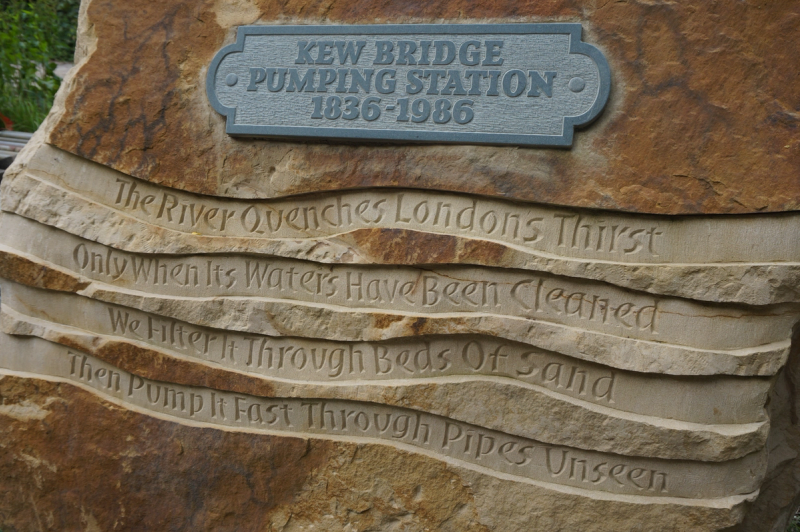 KEW BRIDGE
PUMPING STATION
1836-1986
The River Quenches Londons Thirst
Only When Its Waters Have Been Cleaned
We Filter It Through Beds Of Sand
Then Pump It Fast Through Pipes Unseen